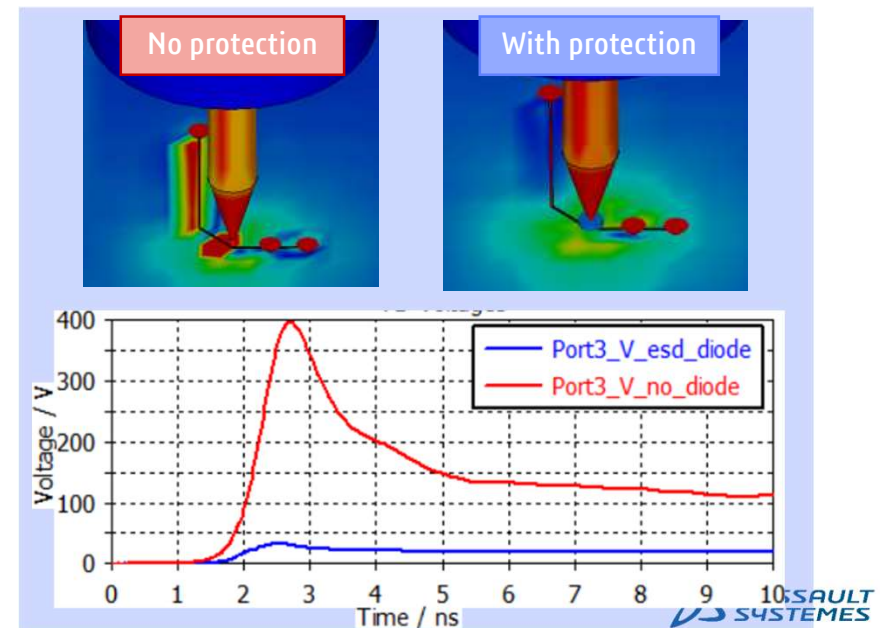 No protection
With protection
400
300
200
100
0
Voltage / V
Port3_V_esd_diode
Port3_V_no_diode
0 1 2 3 4 5 6 7 8 9 10
Time / ns
SSAULT
SYSTEMES